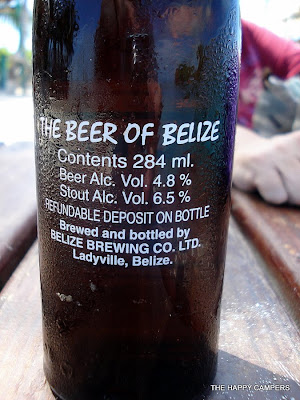 THE BEER OF BELIZE
Contents 284 ml.
Beer Alc. Vol. 4.8 %
Stout Alc. Vol. 6.5 %
REFUNDABLE DEPOSIT ON BOTTLE
Brewed and bottled by
BELIZE BREWING CO. LTD.
Ladyville, Belize.
THE HAPPY CAMPERS